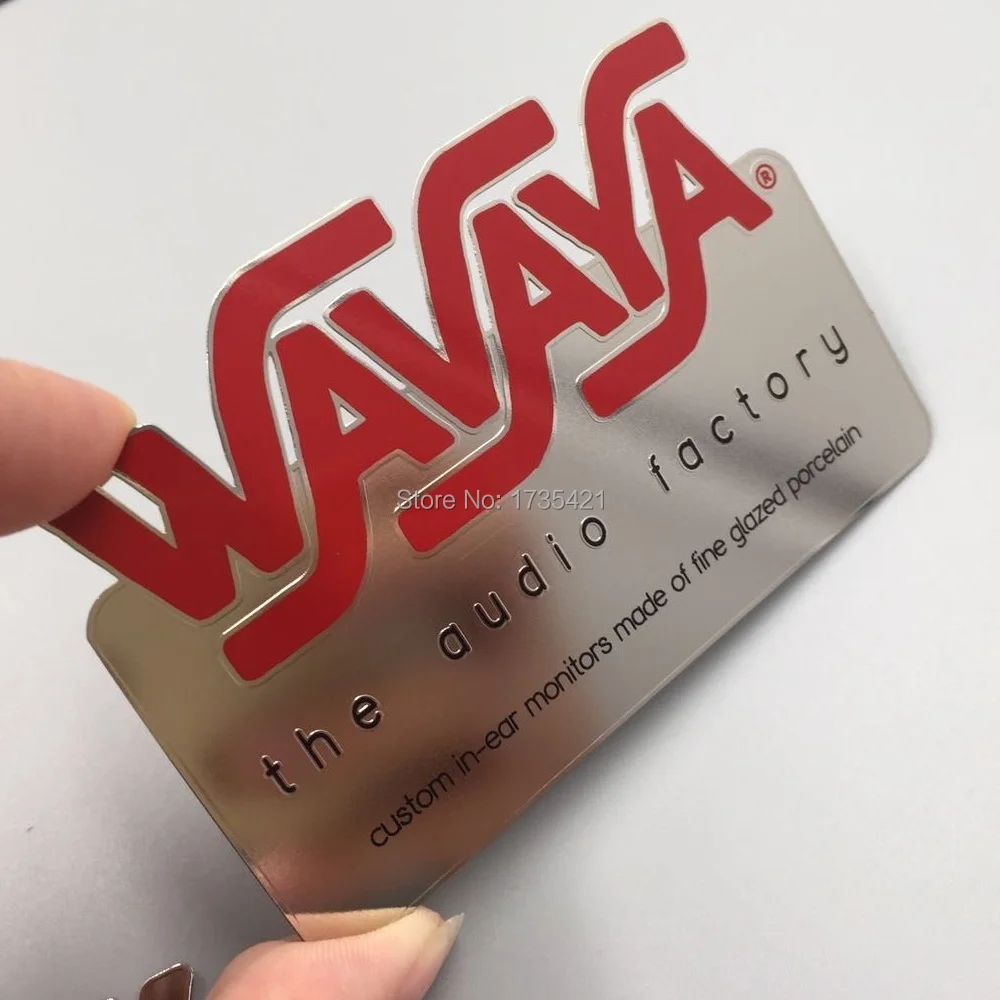 WAVAYA®
the audio factory
custom in-ear monitors made of fine glazed porcelain
Store No: 1735421